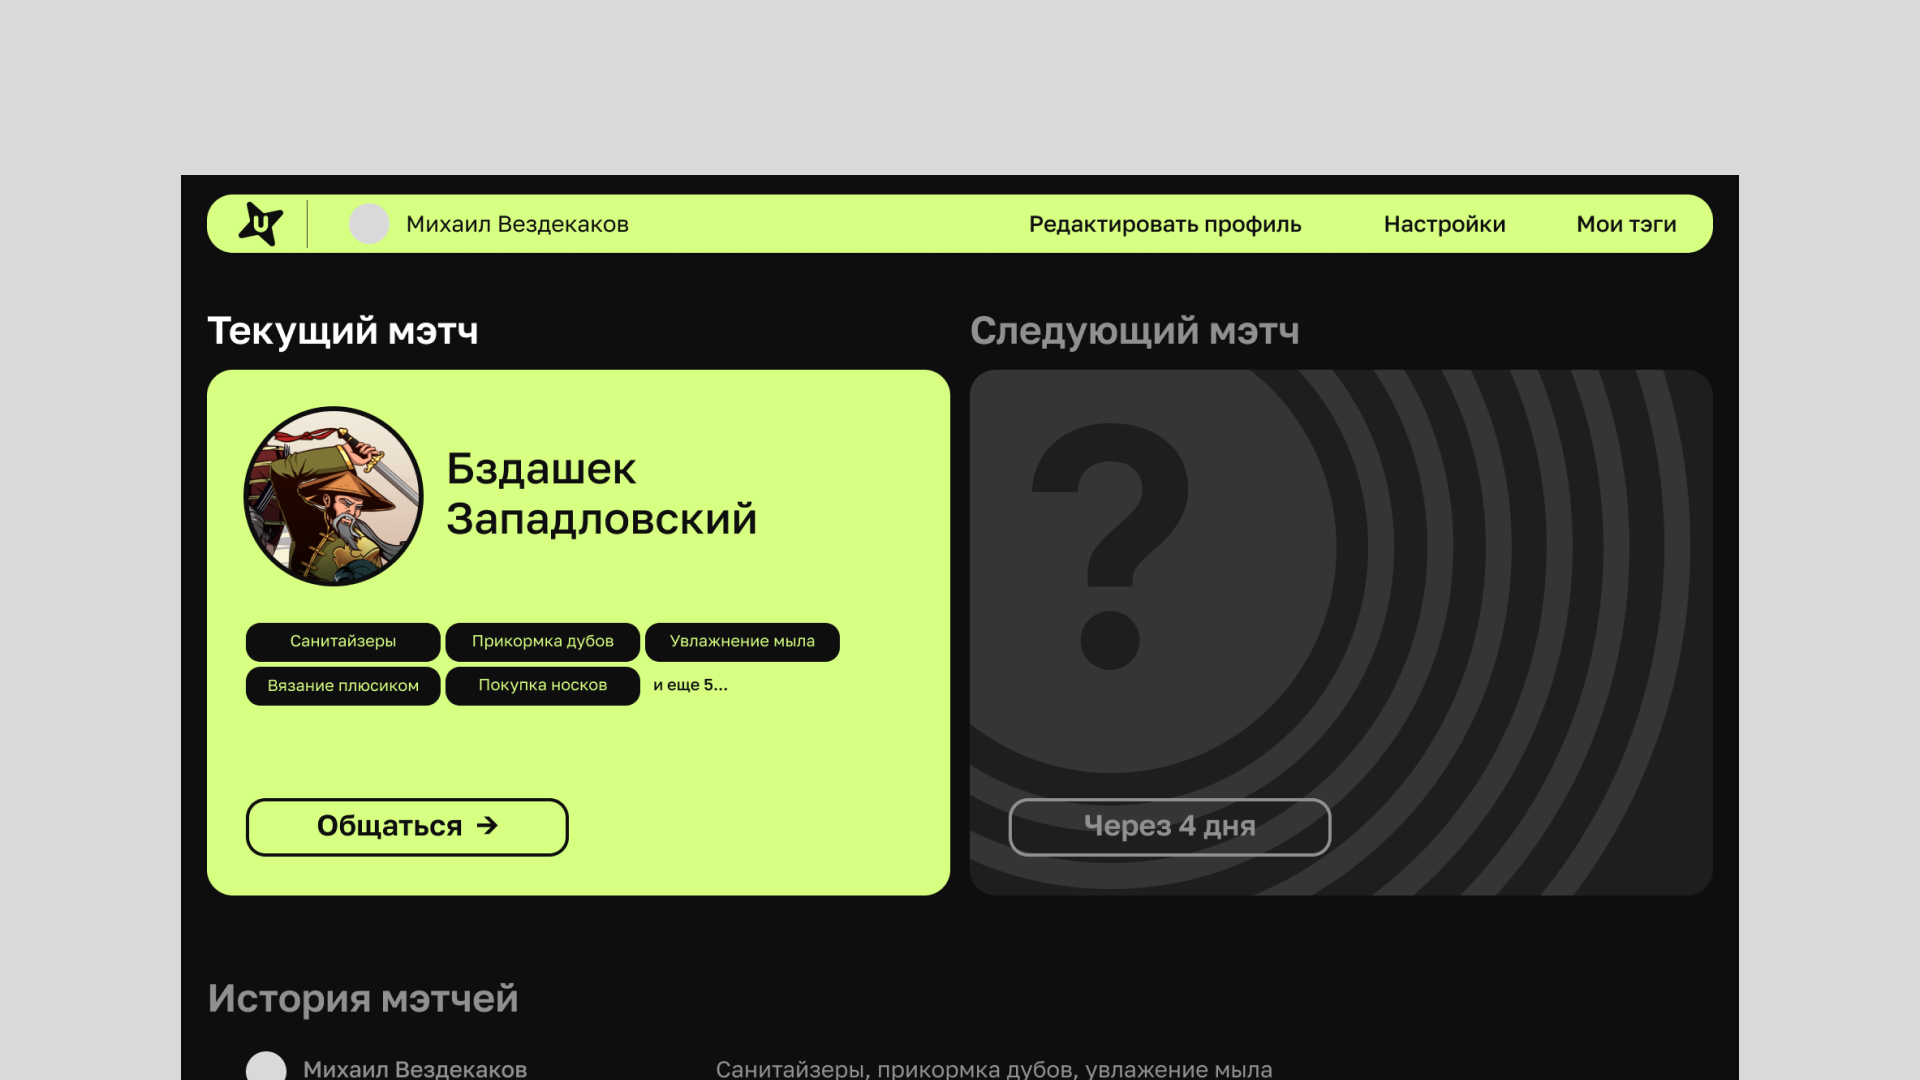 U
Михаил Вездекаков
Редактировать профиль
Настройки
Мои тэги
Текущий мэтч
Следующий мэтч
Бздашек
Западловский
?
Санитайзеры
Прикормка дубов
Увлажнение мыла
Вязание плюсиком
Покупка носков
и еще 5...
Общаться →
Через 4 дня
История мэтчей
Михаил Вездекаков
Санитайзеры, прикормка дубов, увлажение мыла